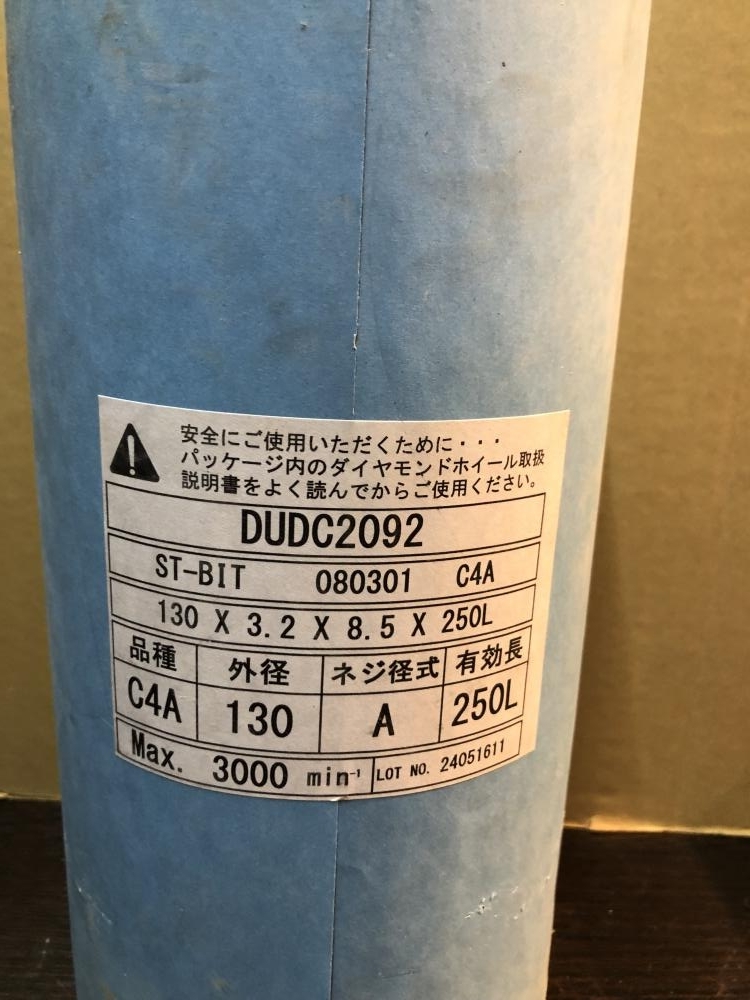 安全にご使用いただくために・・・
パッケージ内のダイヤモンドホイール取扱
説明書をよく読んでからご使用ください。
DUDC2092
ST-BIT 080301 C4A
130 X 3.2 X 8.5 X 250L
品種 外径 ネジ径式 有効長
C4A 130 A 250L
Max. 3000 min⁻¹ LOT NO. 24051611